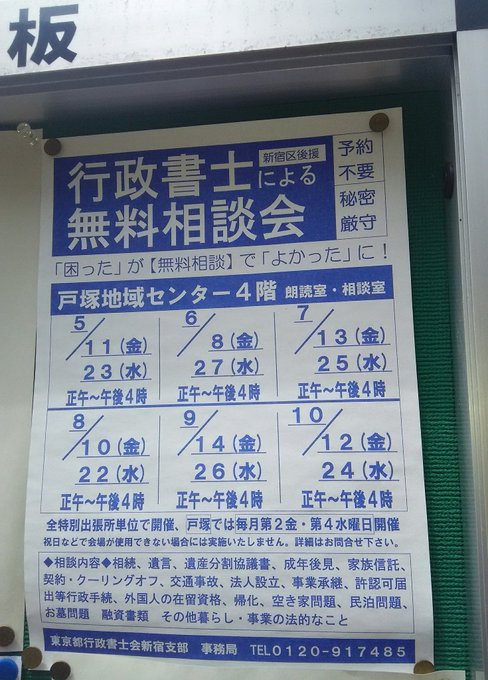 板
行政書士による
無料相談会
新宿区後援
予約
不要
秘密
厳守
「困った」が【無料相談】で「よかった」に！
戸塚地域センター4階 朗読室・相談室
5/11(金)
23(水)
正午～午後4時
6/8(金)
27(水)
正午～午後4時
7/13(金)
25(水)
正午～午後4時
8/10(金)
22(水)
正午～午後4時
9/14(金)
26(水)
正午～午後4時
10/12(金)
24(水)
正午～午後4時
全特別出張所単位で開催、戸塚では毎月第2金・第4水曜日開催
祝日などで会場が使用できない場合には実施いたしません。詳細はお問合せ下さい。
◆相談内容◆相続、遺言、遺産分割協議書、成年後見、家族信託、
契約・クーリングオフ、交通事故、法人設立、事業承継、許認可届
出等行政手続、外国人の在留資格、帰化、空き家問題、民泊問題、
お墓問題 融資書類 その他暮らし・事業の法的なこと
東京都行政書士会新宿支部 事務局 TEL0120-917485